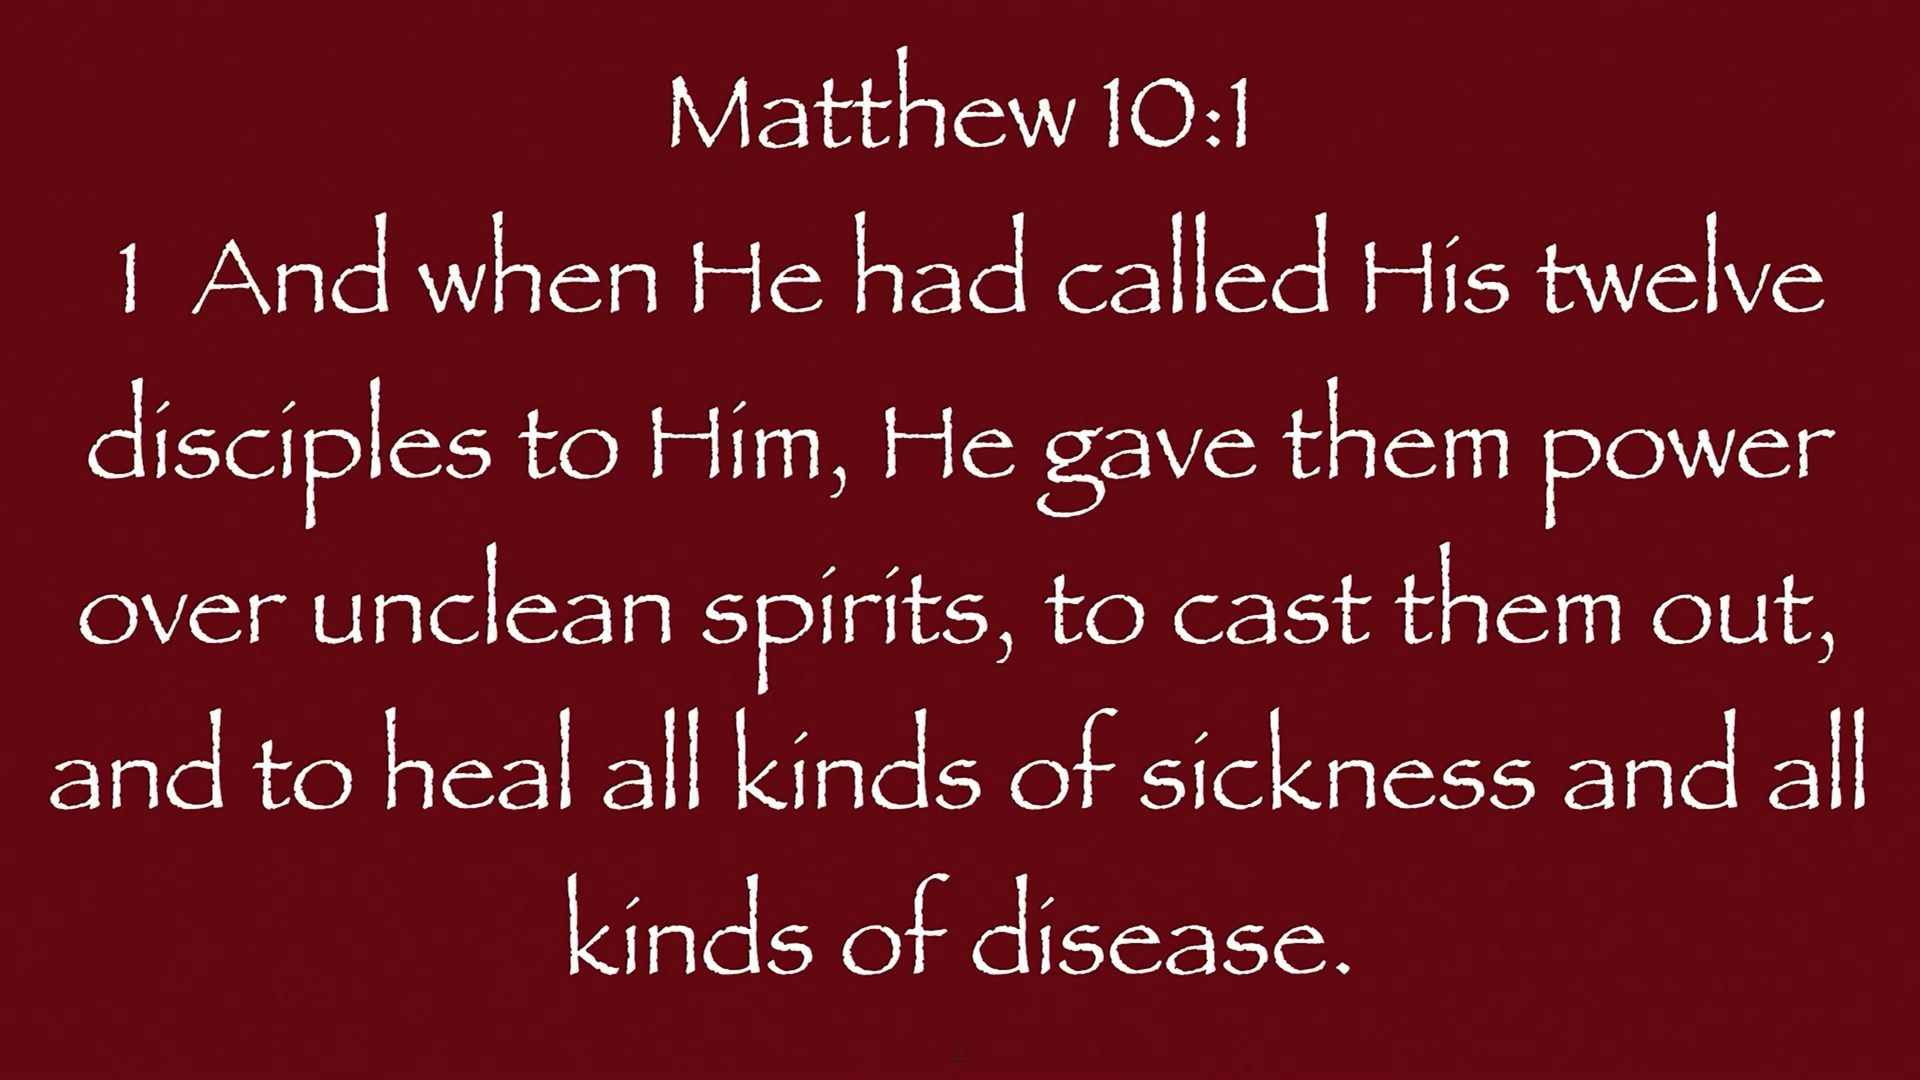 Matthew 10:1
1 And when He had called His twelve
disciples to Him, He gave them power
over unclean spirits, to cast them out,
and to heal all kinds of sickness and all
kinds of disease.
2